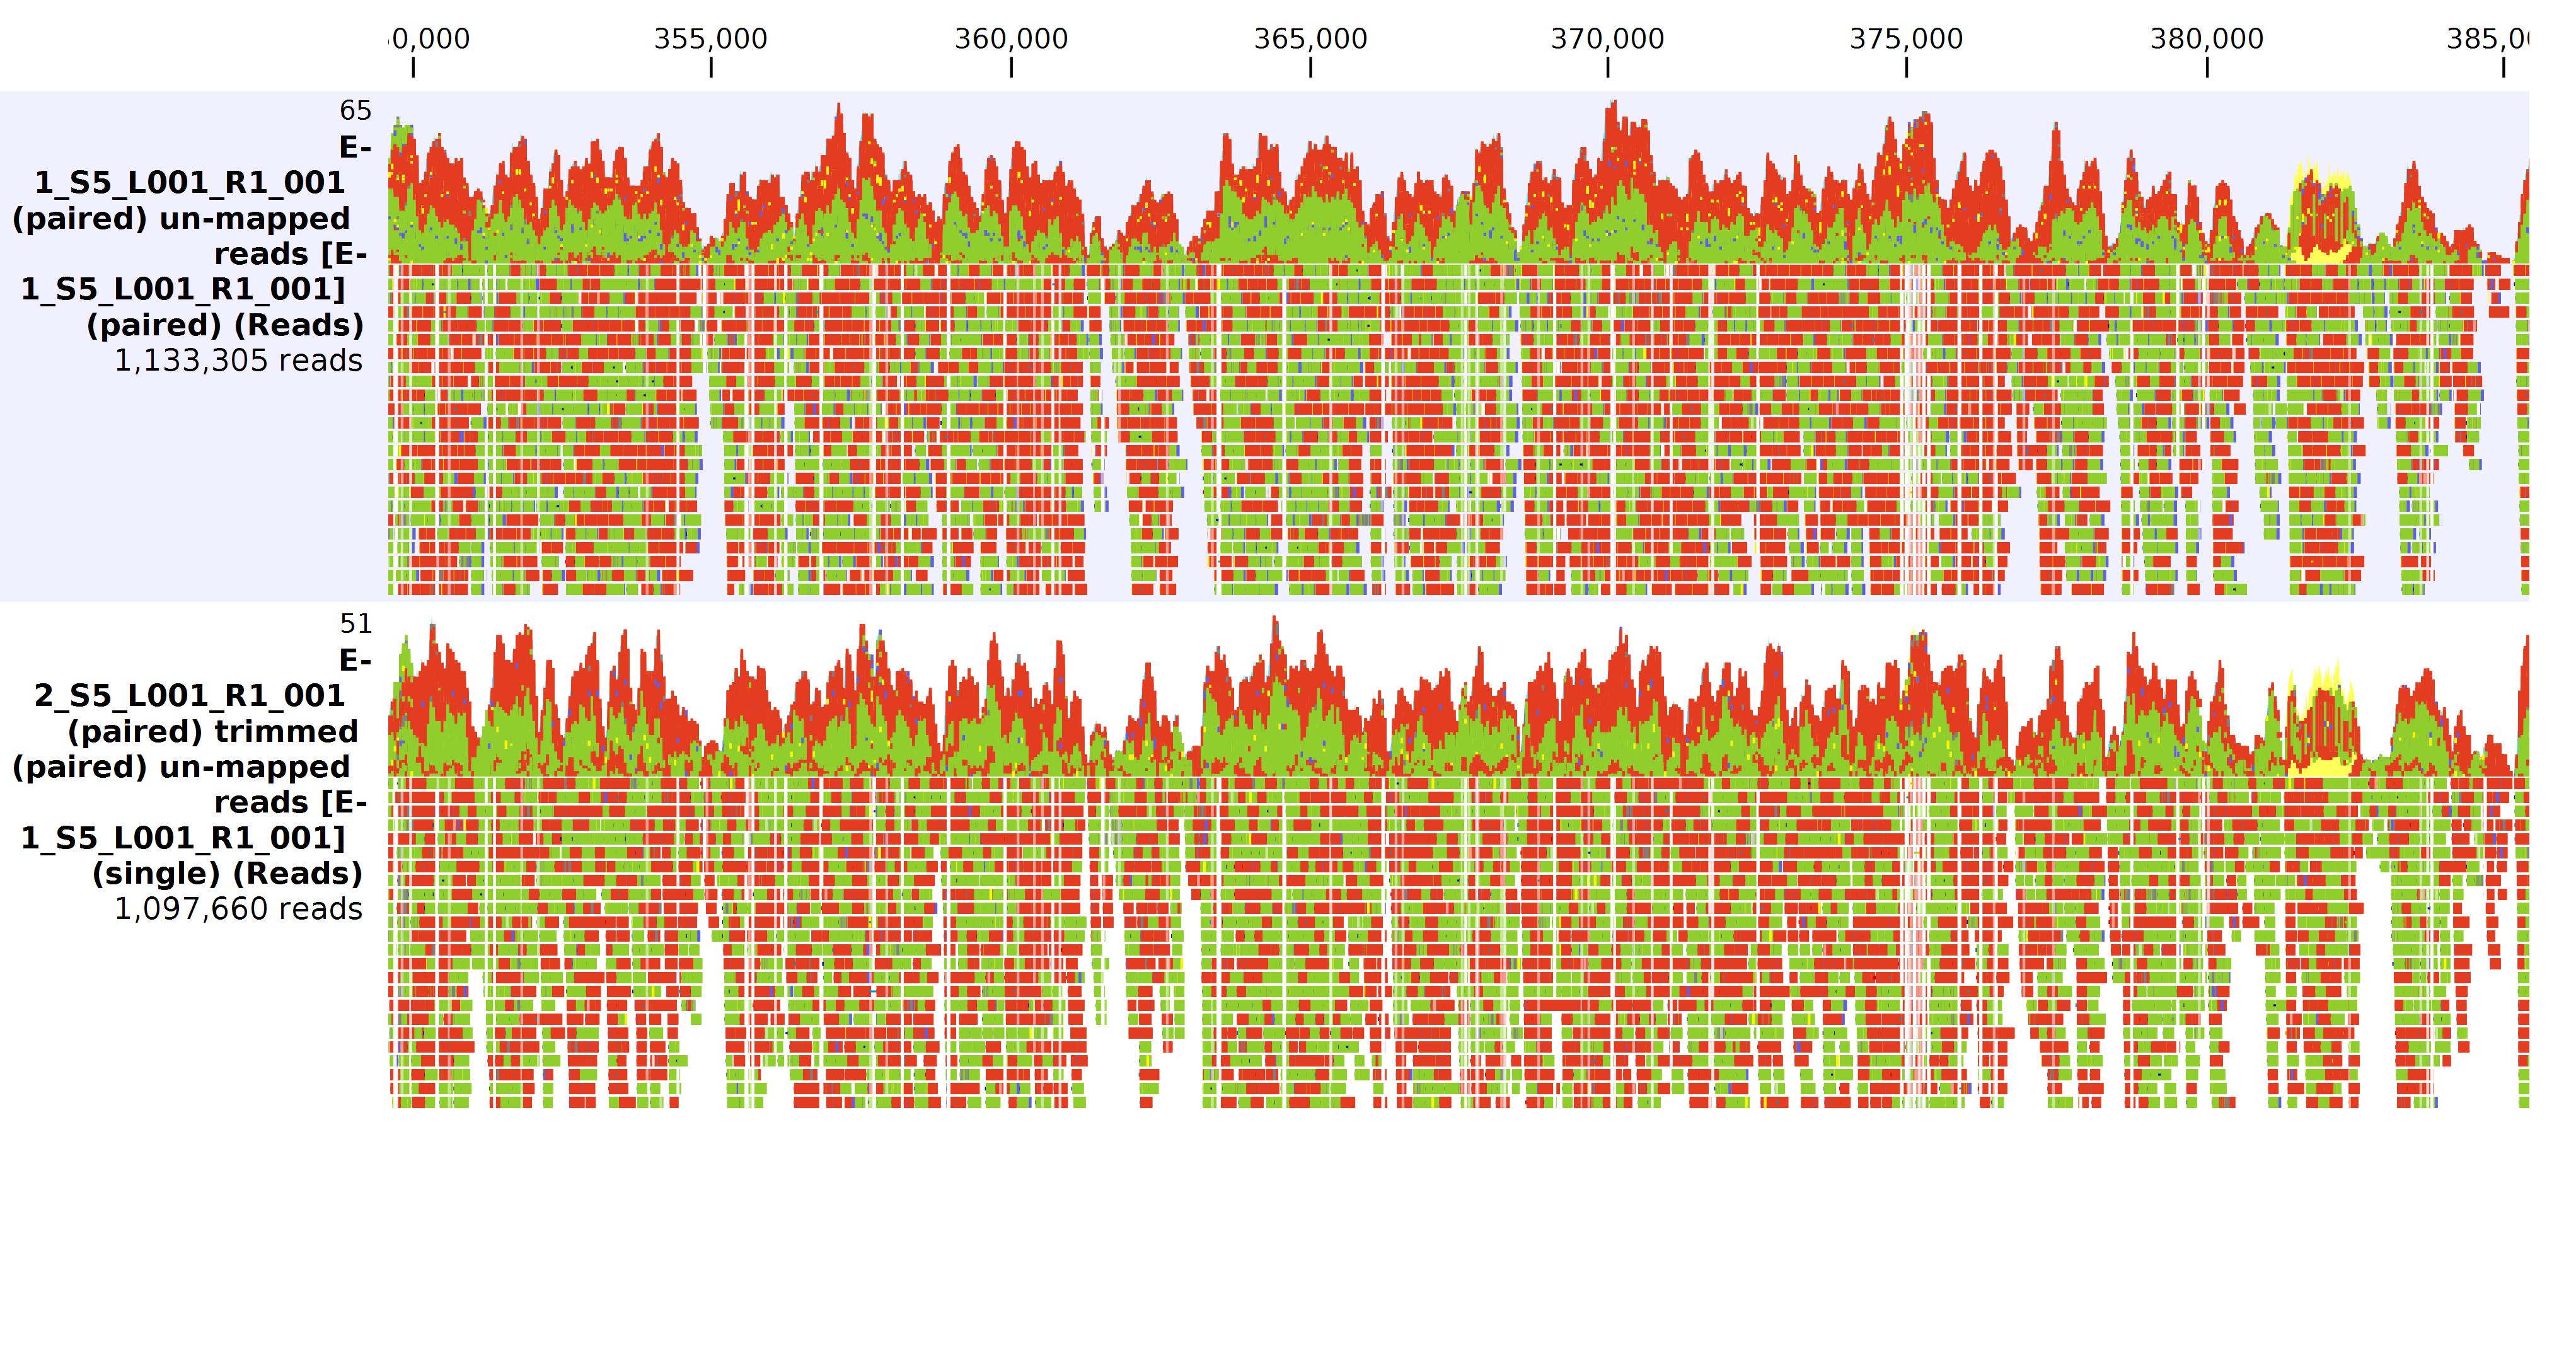 0,000 355,000 360,000 365,000 370,000 375,000 380,000 385,0
65
E-
1_S5_L001_R1_001
(paired) un-mapped
reads [E-
1_S5_L001_R1_001]
(paired) (Reads)
1,133,305 reads
51
E-
2_S5_L001_R1_001
(paired) trimmed
(paired) un-mapped
reads [E-
1_S5_L001_R1_001]
(single) (Reads)
1,097,660 reads